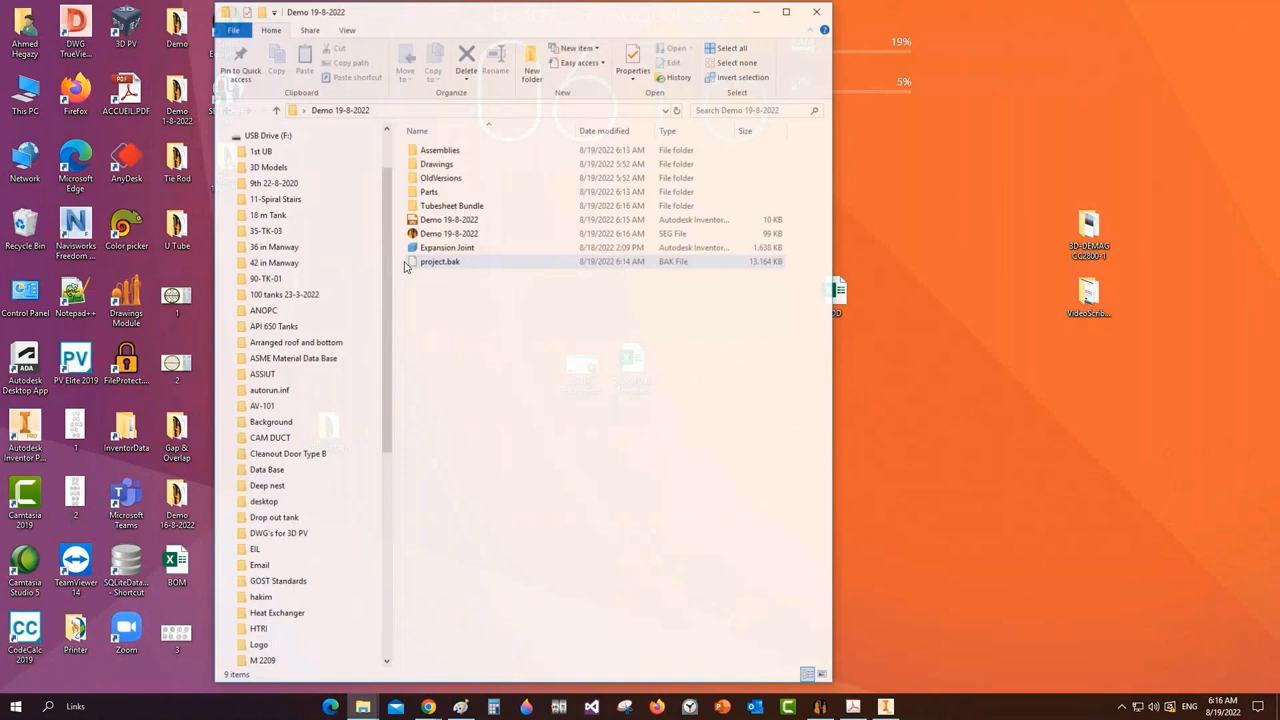 Demo 19-8-2022
File
Home
Share
View
Pin to Quick
access
Copy
Paste
Cut
Copy path
Paste shortcut
Clipboard
Move
to
Copy
to
Delete
Rename
Organize
New
folder
New item
Easy access
New
Properties
Open
Edit
History
Open
Select all
Select none
Invert selection
Select
Demo 19-8-2022
Search Demo 19-8-2022
USB Drive (F:)
1st UB
3D Models
9th 22-8-2020
11-Spiral Stairs
18 m Tank
35-TK-03
36 in Manway
42 in Manway
90-TK-01
100 tanks 23-3-2022
ANOPC
API 650 Tanks
Arranged roof and bottom
ASME Material Data Base
ASSIUT
autorun.inf
AV-101
Background
CAM DUCT
Cleanout Door Type B
Data Base
Deep nest
desktop
Drop out tank
DWG's for 3D PV
EIL
Email
GOST Standards
hakim
Heat Exchanger
HTRI
Logo
M 2209
Name Date modified Type Size
Assemblies 8/19/2022 6:13 AM File folder
Drawings 8/19/2022 5:52 AM File folder
OldVersions 8/19/2022 5:52 AM File folder
Parts 8/19/2022 6:13 AM File folder
Tubesheet Bundle 8/19/2022 6:16 AM File folder
Demo 19-8-2022 8/19/2022 6:15 AM Autodesk Inventor... 10 KB
Demo 19-8-2022 8/19/2022 6:16 AM SEG File 99 KB
Expansion Joint 8/18/2022 2:09 PM Autodesk Inventor... 1,638 KB
project.bak 8/19/2022 6:14 AM BAK File 13,164 KB
9 items
Ahmed
Hegazy
DWG
TrueVie...
3D PV
Demo
This PC
Firefox
ACC\EIL.PDF
Demo
1-8-2022
Network
Microsoft
Edge
AnyDesk
Tie Rod
Recycle Bin
Navisworks
Freedom ...
Color picker
U Tube
Control Panel
Notepad++
Drawings
Module
1
Autodesk
Desktop App
PV Elite 2019
FileProtect....
2
Autodesk
Inventor P...
1
InventorData
Gap &
Overlap
Camtasia
2019
2
Microsoft
Teams
Demo
16-8-2022
Camtasia
Studio 5
TeamViewer
14
SQLiteData...
- Shortcut
BOM
CodeCalc
2019
Printer
Zoom
3
19%
5%
3D-DEMAG
CG2800-1
VideoScrib...
Links
ENG
6:16 AM
8/19/2022